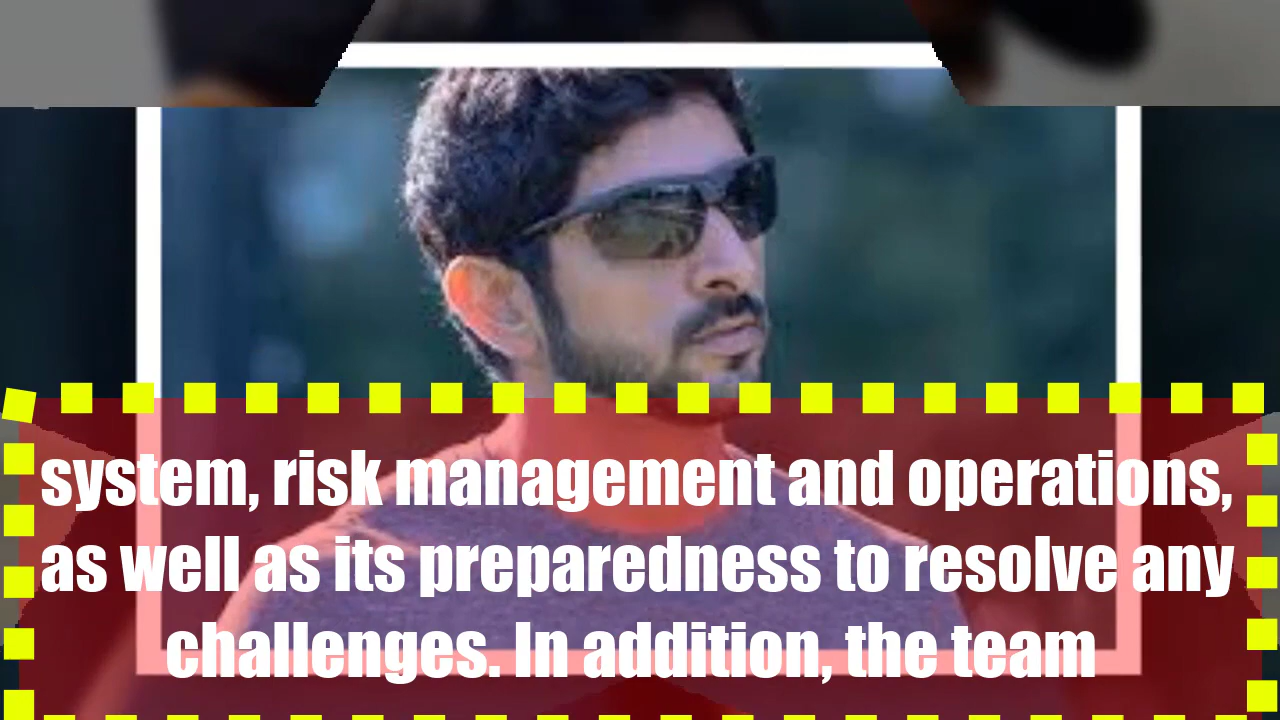 system, risk management and operations,
as well as its preparedness to resolve any
challenges. In addition, the team